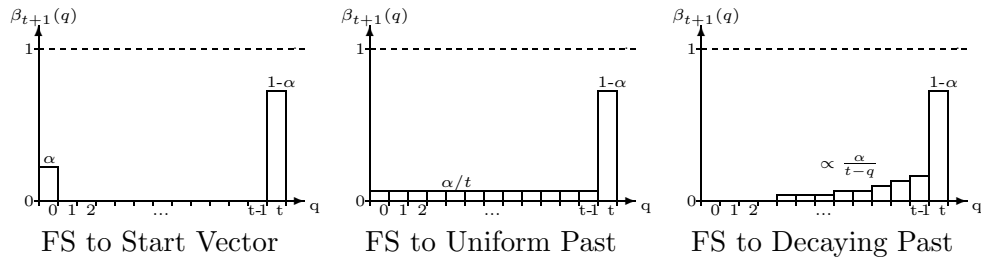 β_{t+1}(q)
1
1-α
α
0
0 1 2 ... t-1 t q
FS to Start Vector
β_{t+1}(q)
1
1-α
α/t
0
0 1 2 ... t-1 t q
FS to Uniform Past
β_{t+1}(q)
1
1-α
∝ \frac{α}{t-q}
0
0 1 2 ... t-1 t q
FS to Decaying Past